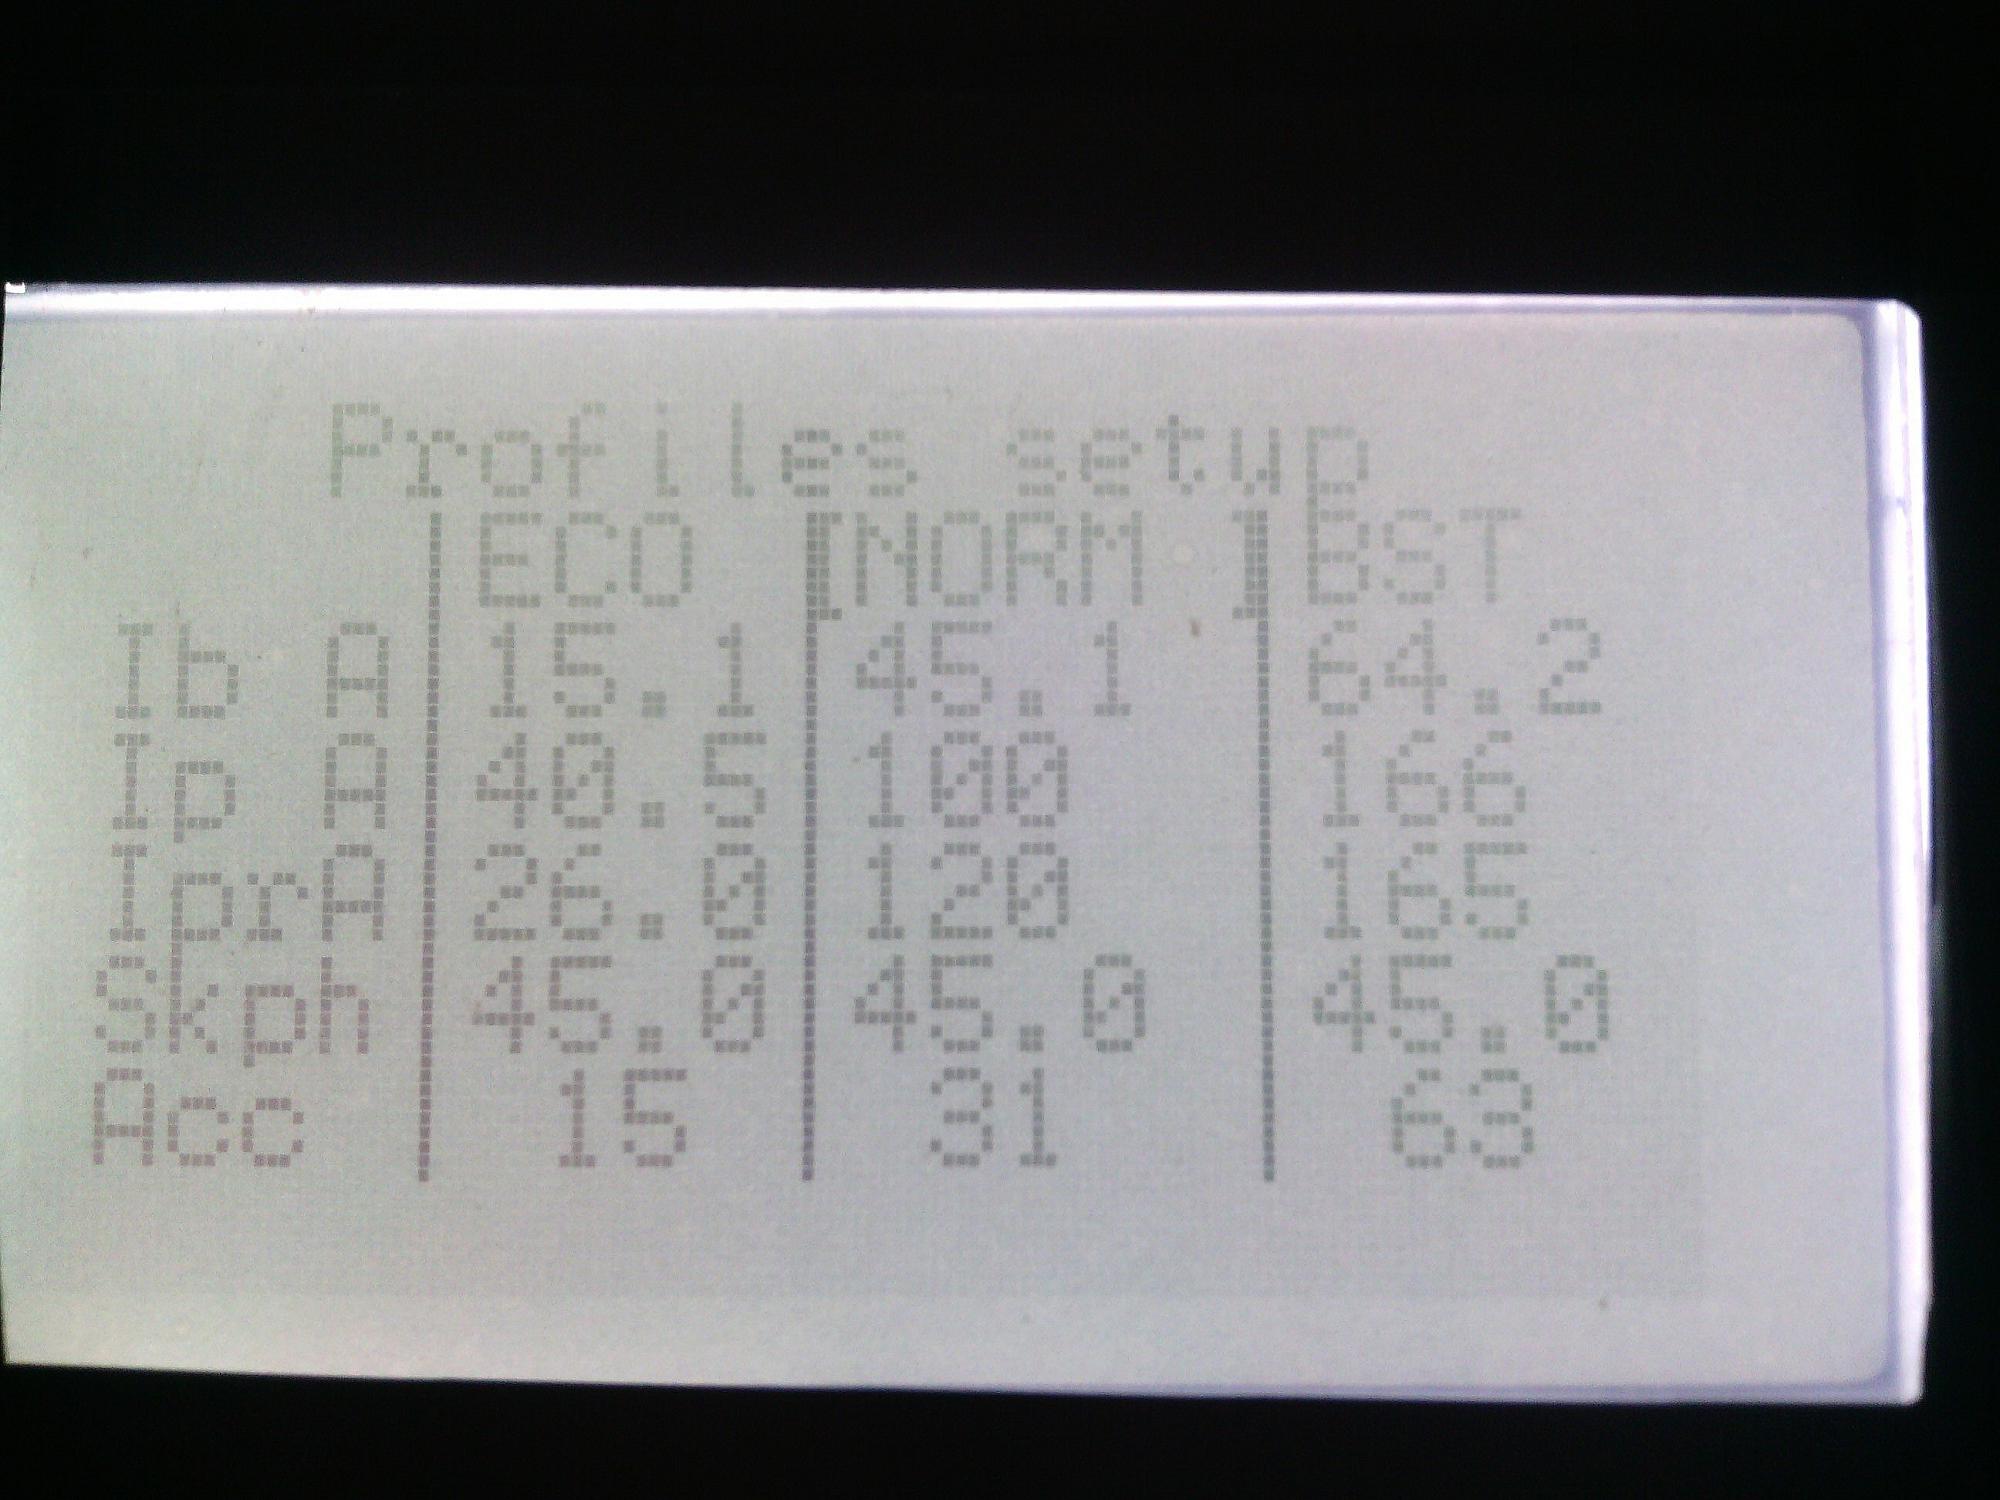 Profiles setup
|ECO |[NORM ]|BST
Ib A|15.1|45.1 |64.2
Ip A|40.5|100 |166
IprA|26.0|120 |165
Skph|45.0|45.0 |45.0
Acc | 15 | 31 | 63